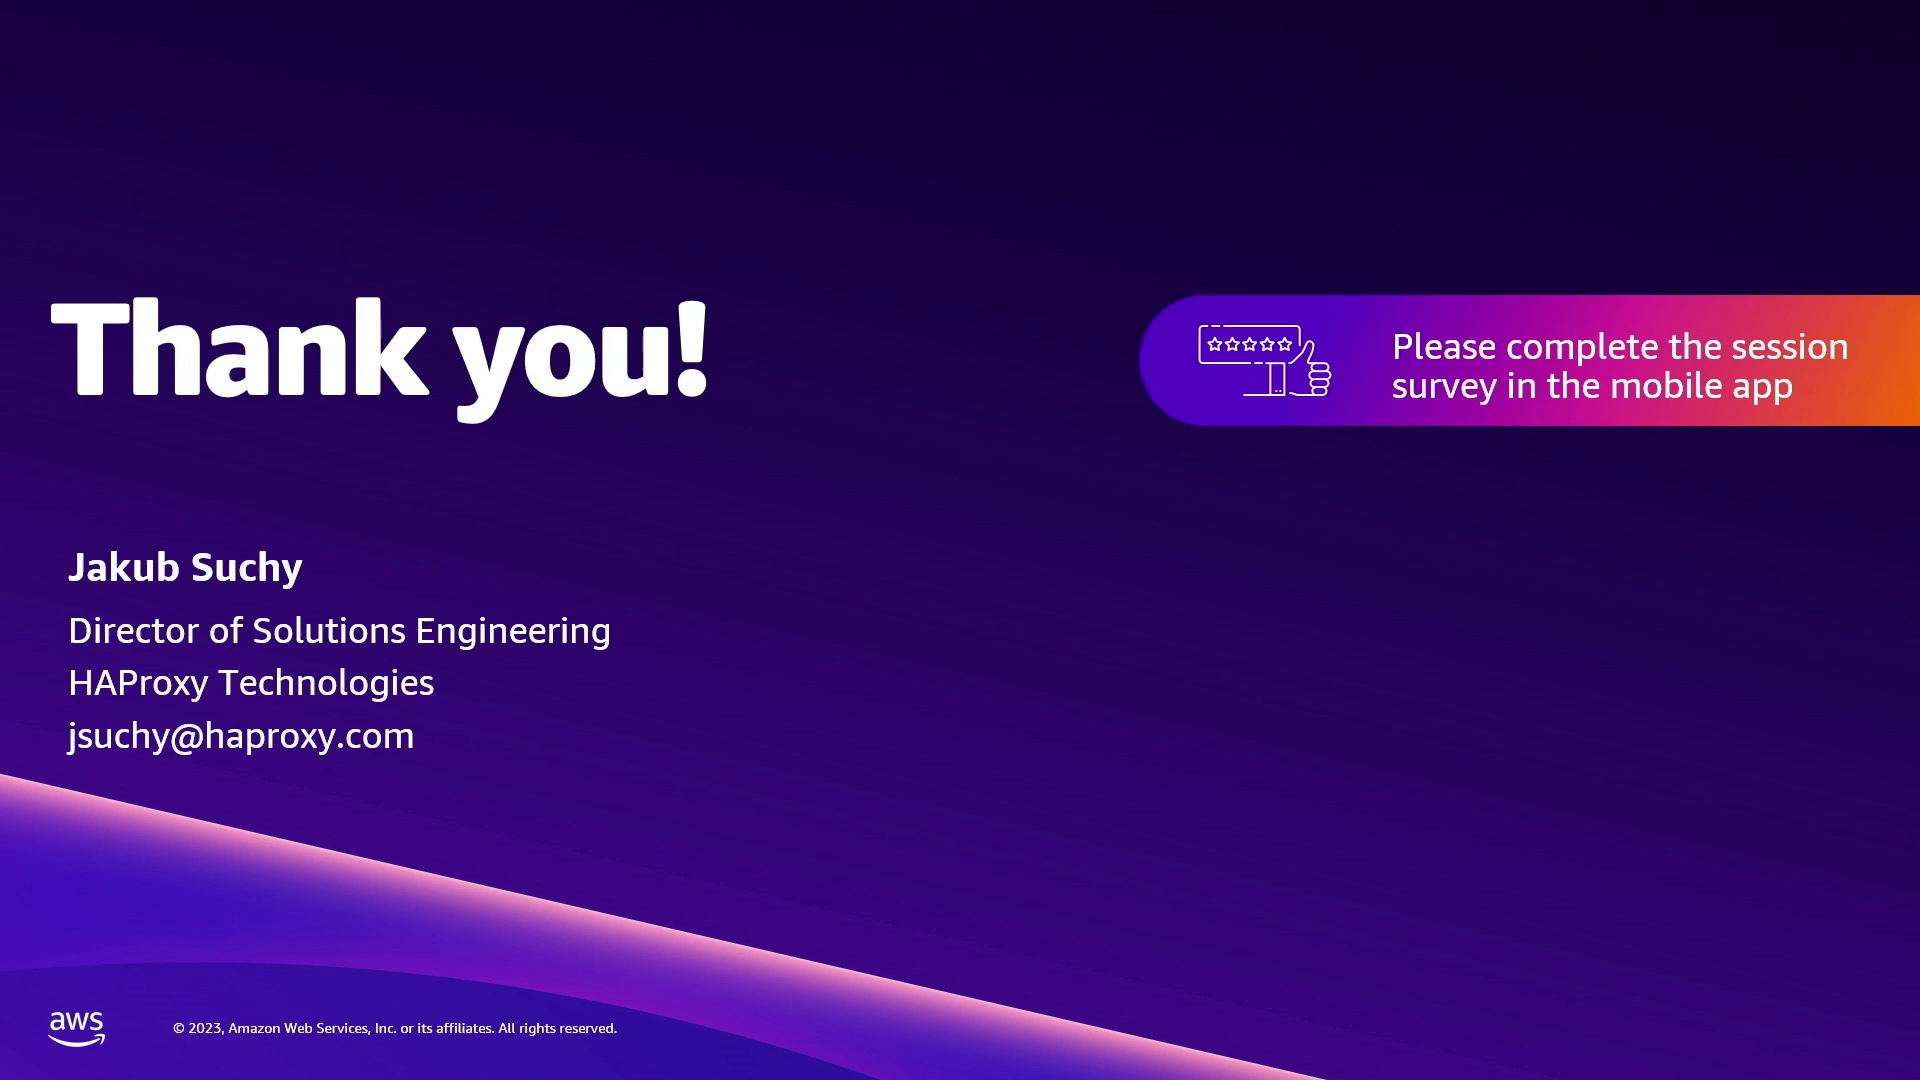 Thank you!
Please complete the session
survey in the mobile app
Jakub Suchy
Director of Solutions Engineering
HAProxy Technologies
jsuchy@haproxy.com
aws
© 2023, Amazon Web Services, Inc. or its affiliates. All rights reserved.